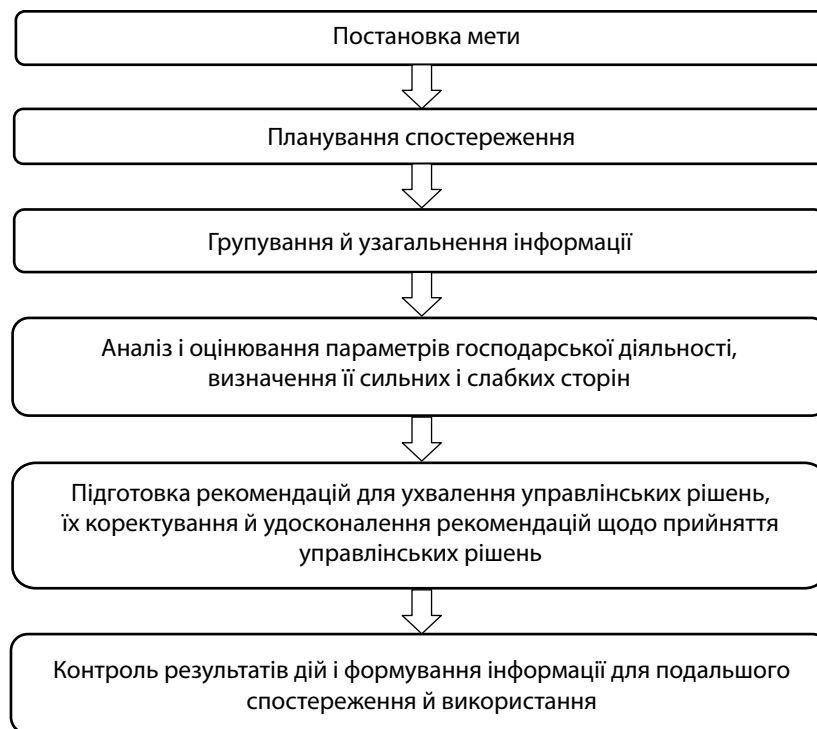 Постановка мети
Планування спостереження
Групування й узагальнення інформації
Аналіз і оцінювання параметрів господарської діяльності,
визначення її сильних і слабких сторін
Підготовка рекомендацій для ухвалення управлінських рішень,
їх коректування й удосконалення рекомендацій щодо прийняття
управлінських рішень
Контроль результатів дій і формування інформації для подальшого
спостереження й використання